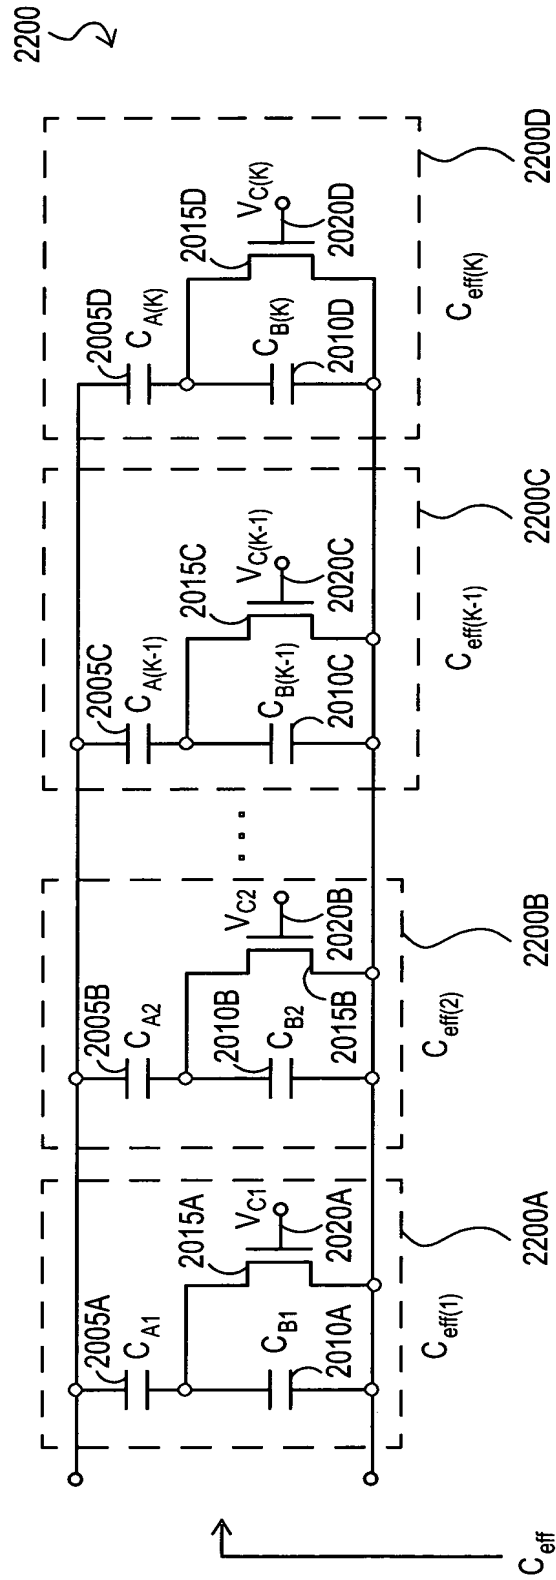 2200
2005A
C_A1
2015A
V_C1
C_B1
2010A
2020A
C_eff(1)
2200A
2005B
C_A2
2010B
V_C2
C_B2
2015B
2020B
C_eff(2)
2200B
. . .
2005C
C_A(K-1)
2015C
V_C(K-1)
C_B(K-1)
2010C
2020C
C_eff(K-1)
2200C
2005D
C_A(K)
2015D
V_C(K)
C_B(K)
2010D
2020D
C_eff(K)
2200D
C_eff